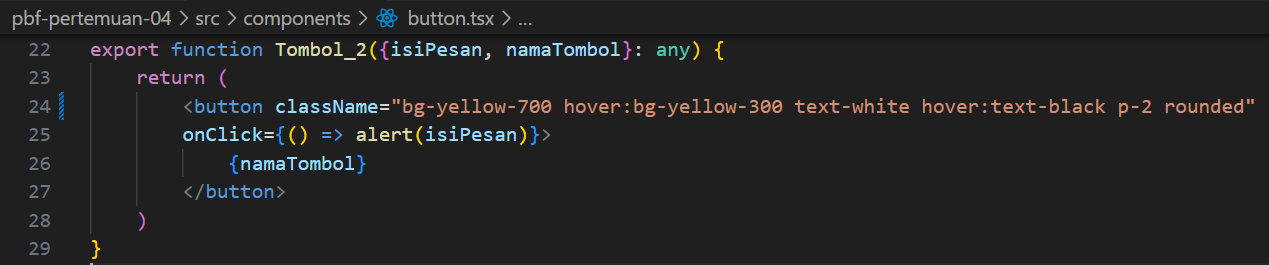 pbf-pertemuan-04 > src > components > button.tsx > ...
22 export function Tombol_2({isiPesan, namaTombol}: any) {
23     return (
24         <button className="bg-yellow-700 hover:bg-yellow-300 text-white hover:text-black p-2 rounded"
25         onClick={() => alert(isiPesan)}>
26             {namaTombol}
27         </button>
28     )
29 }